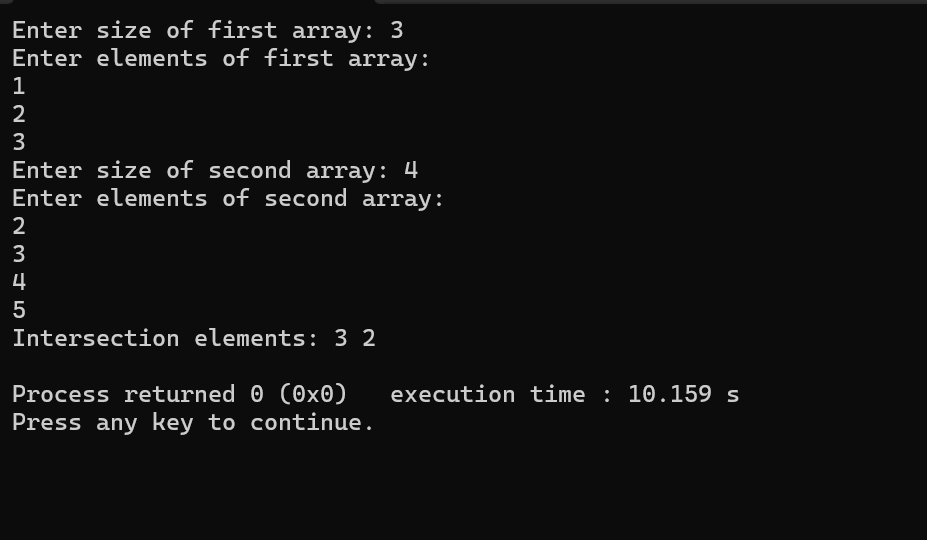 Enter size of first array: 3
Enter elements of first array:
1
2
3
Enter size of second array: 4
Enter elements of second array:
2
3
4
5
Intersection elements: 3 2
Process returned 0 (0x0)   execution time : 10.159 s
Press any key to continue.